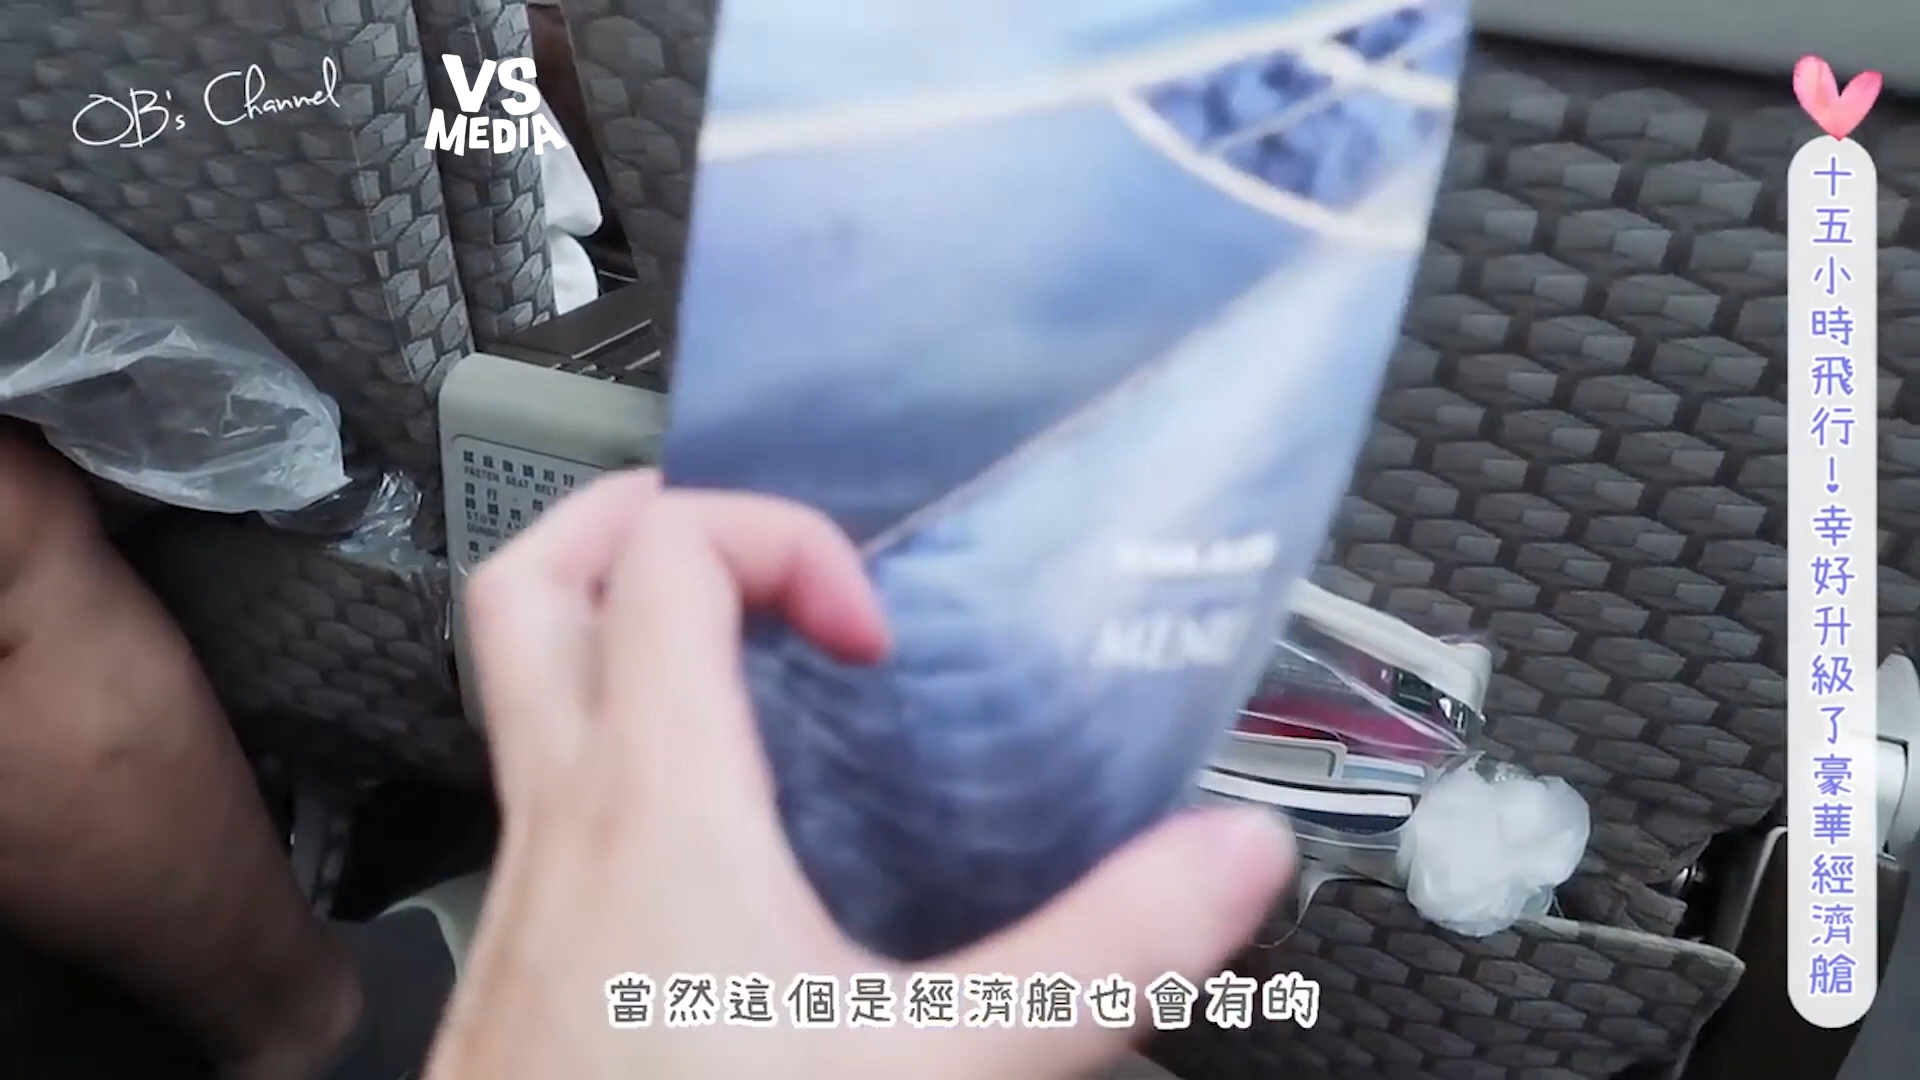 OB's Channel
VS
MEDIA
十五小時飛行!幸好升級了豪華經濟艙
FASTEN SEAT BELT
MENU
當然這個是經濟艙也會有的